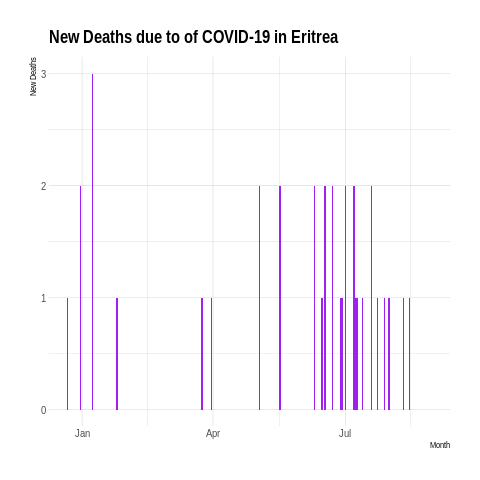 New Deaths due to of COVID-19 in Eritrea
New Deaths
3
2
1
0
Jan Apr Jul
Month